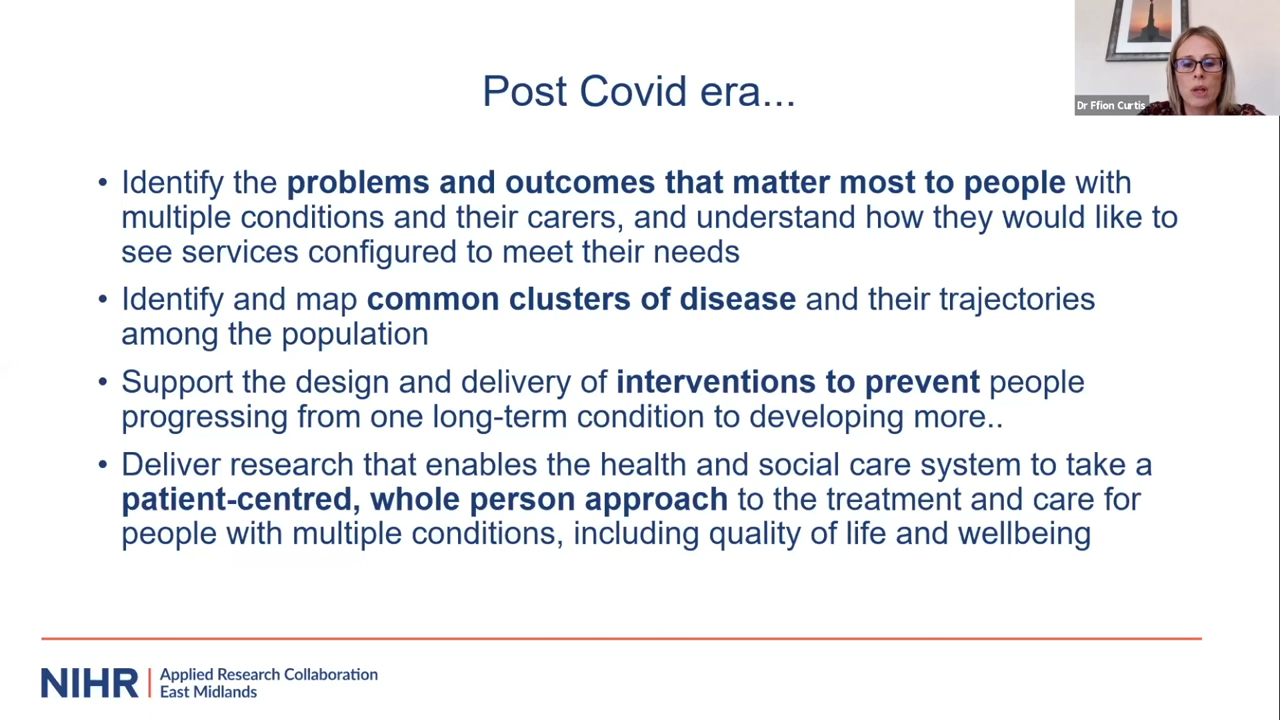 Post Covid era...
Dr Ffion Curtis
• Identify the problems and outcomes that matter most to people with
multiple conditions and their carers, and understand how they would like to
see services configured to meet their needs
• Identify and map common clusters of disease and their trajectories
among the population
• Support the design and delivery of interventions to prevent people
progressing from one long-term condition to developing more..
• Deliver research that enables the health and social care system to take a
patient-centred, whole person approach to the treatment and care for
people with multiple conditions, including quality of life and wellbeing
NIHR | Applied Research Collaboration
East Midlands